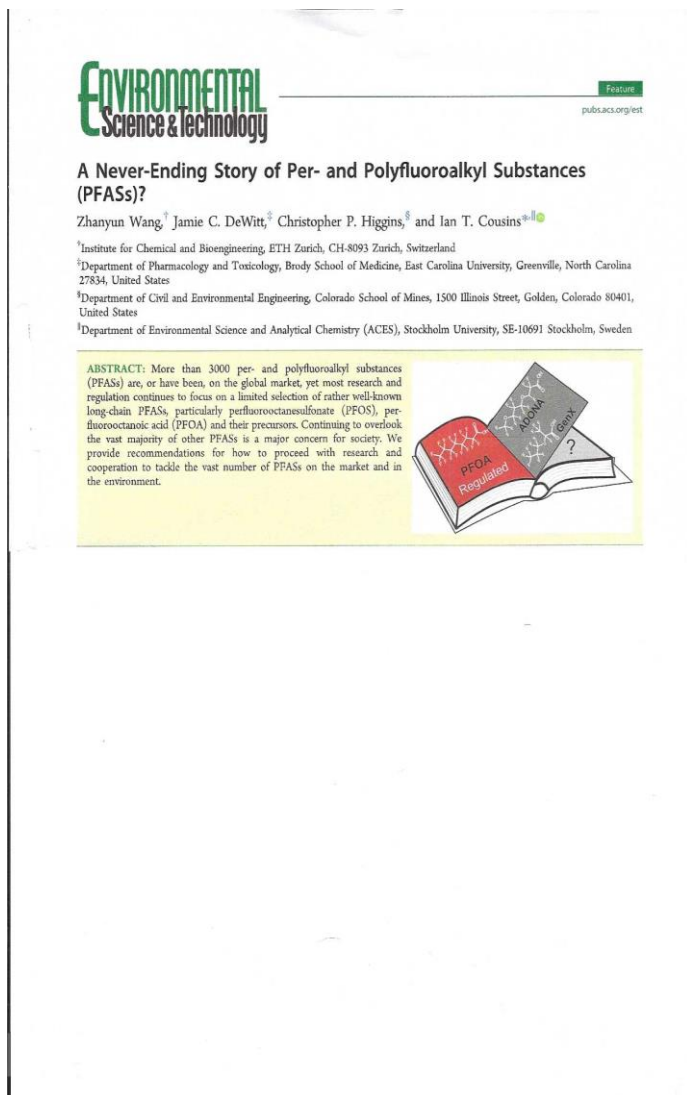 ENVIRONMENTAL
Science & Technology
Feature
pubs.acs.org/est
A Never-Ending Story of Per- and Polyfluoroalkyl Substances
(PFASs)?
Zhanyun Wang,† Jamie C. DeWitt,‡ Christopher P. Higgins,§ and Ian T. Cousins*,∥
†Institute for Chemical and Bioengineering, ETH Zurich, CH-8093 Zurich, Switzerland
‡Department of Pharmacology and Toxicology, Brody School of Medicine, East Carolina University, Greenville, North Carolina
27834, United States
§Department of Civil and Environmental Engineering, Colorado School of Mines, 1500 Illinois Street, Golden, Colorado 80401,
United States
∥Department of Environmental Science and Analytical Chemistry (ACES), Stockholm University, SE-10691 Stockholm, Sweden
ABSTRACT: More than 3000 per- and polyfluoroalkyl substances
(PFASs) are, or have been, on the global market, yet most research and
regulation continues to focus on a limited selection of rather well-known
long-chain PFASs, particularly perfluorooctanesulfonate (PFOS), per-
fluorooctanoic acid (PFOA) and their precursors. Continuing to overlook
the vast majority of other PFASs is a major concern for society. We
provide recommendations for how to proceed with research and
cooperation to tackle the vast number of PFASs on the market and in
the environment.
PFOA
Regulated
ADONA
GenX
?